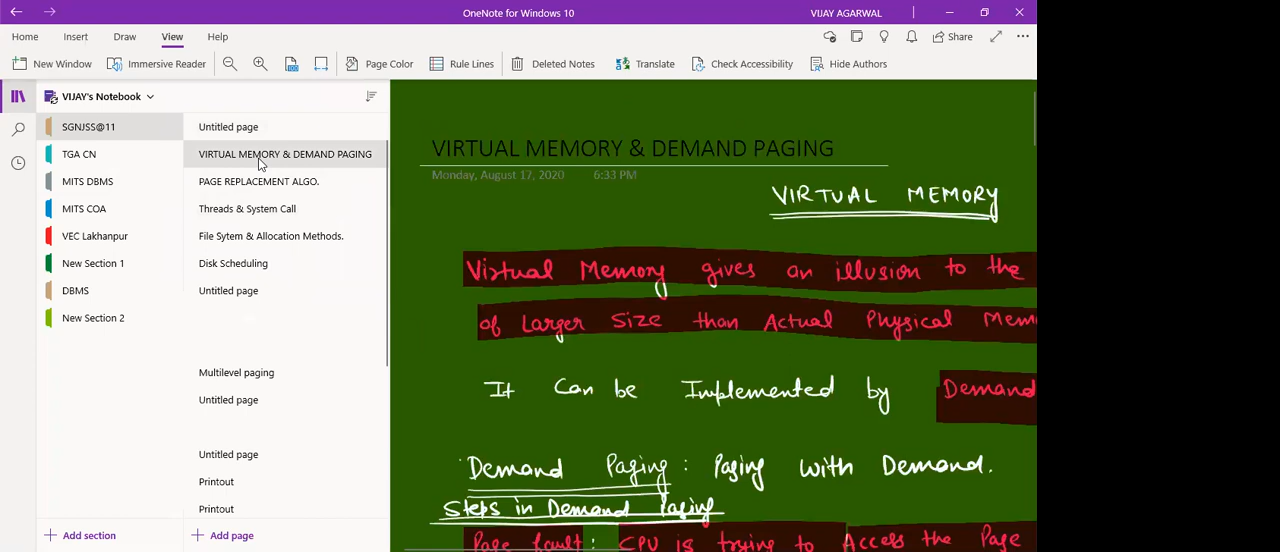 OneNote for Windows 10
VIJAY AGARWAL
Home Insert Draw View Help
Share
New Window Immersive Reader Page Color Rule Lines Deleted Notes Translate Check Accessibility Hide Authors
VIJAY's Notebook
SGNJSS@11
TGA CN
MITS DBMS
MITS COA
VEC Lakhanpur
New Section 1
DBMS
New Section 2
Add section
Untitled page
VIRTUAL MEMORY & DEMAND PAGING
PAGE REPLACEMENT ALGO.
Threads & System Call
File Sytem & Allocation Methods.
Disk Scheduling
Untitled page
Multilevel paging
Untitled page
Untitled page
Printout
Printout
Add page
VIRTUAL MEMORY & DEMAND PAGING
Monday, August 17, 2020 6:33 PM
VIRTUAL MEMORY
Virtual Memory gives an illusion to the
of Larger Size than Actual Physical Mem
It Can be Implemented by Demand
Demand Paging : Paging with Demand.
Steps in Demand Paging
Page fault : CPU is trying to Access the Page